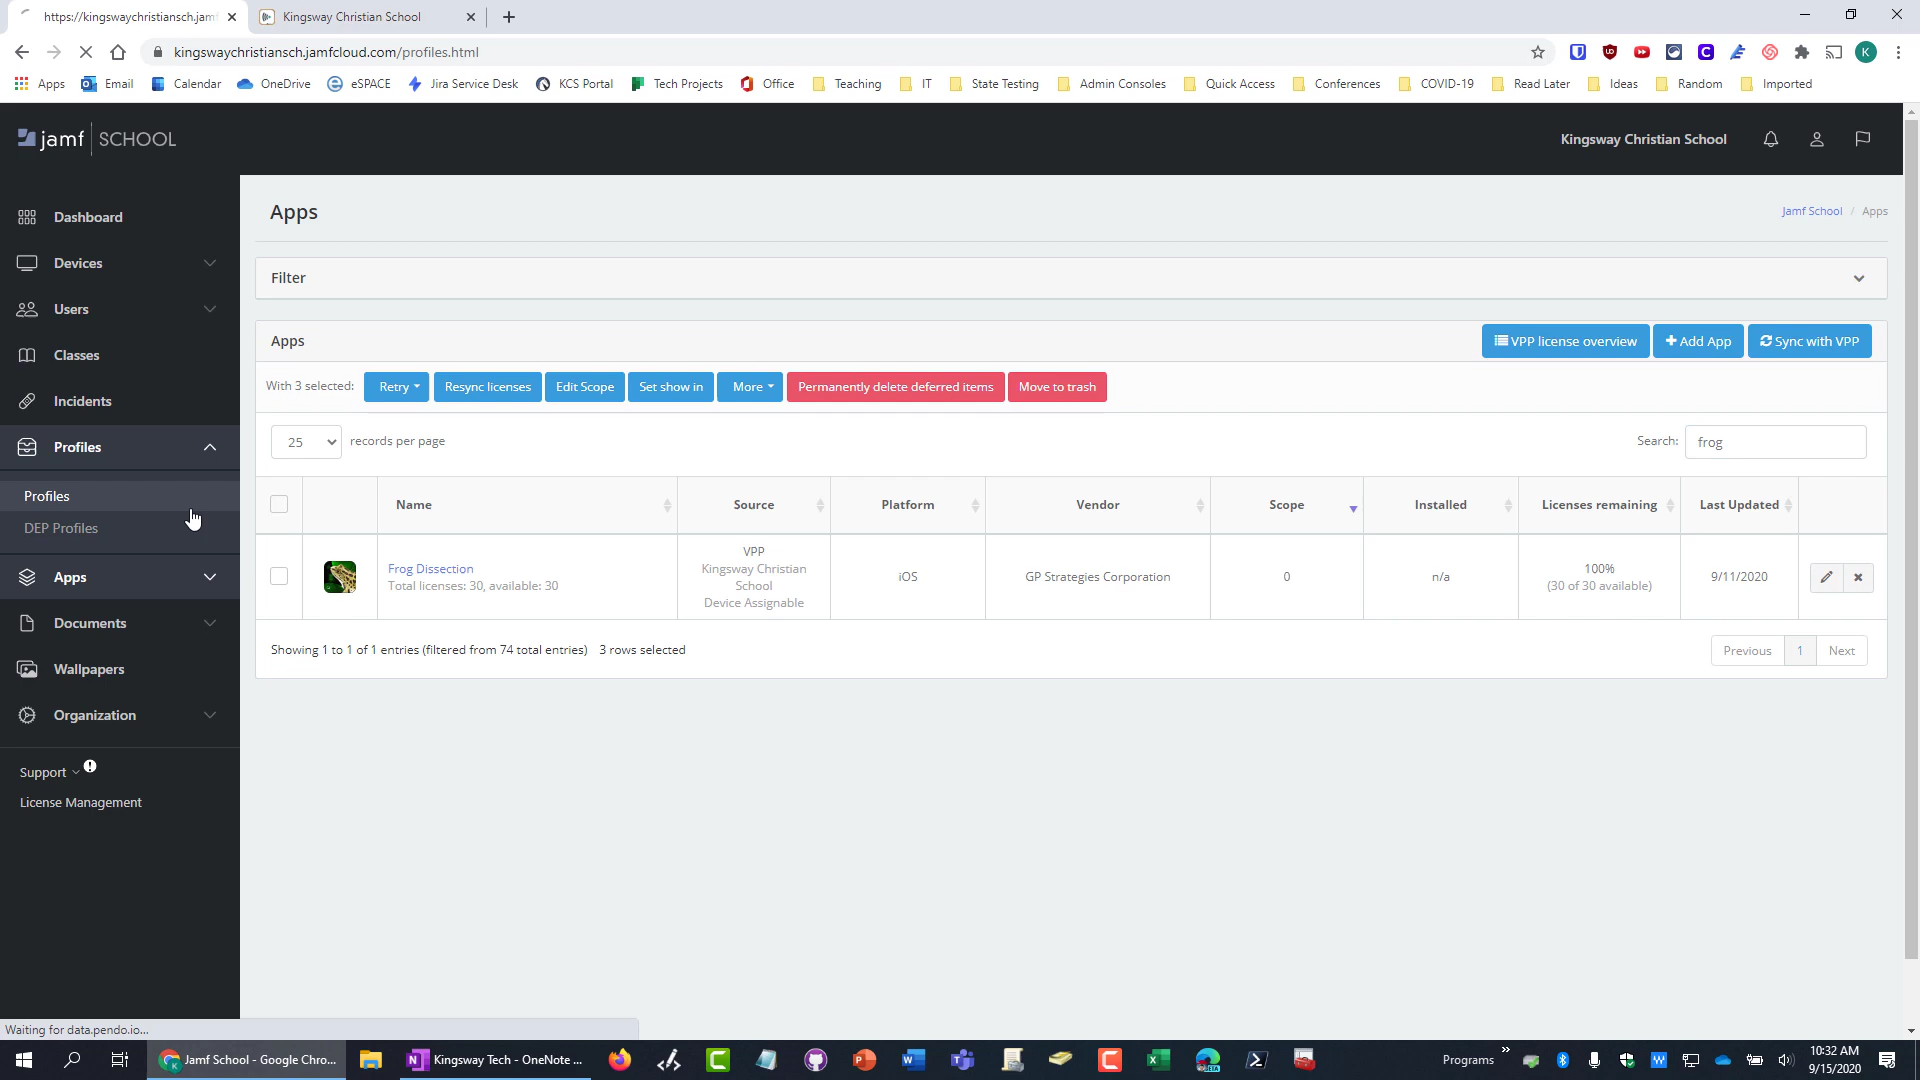 https://kingswaychristiansch.jamf
Kingsway Christian School
kingswaychristiansch.jamfcloud.com/profiles.html
Apps
Email
Calendar
OneDrive
eSPACE
Jira Service Desk
KCS Portal
Tech Projects
Office
Teaching
IT
State Testing
Admin Consoles
Quick Access
Conferences
COVID-19
Read Later
Ideas
Random
Imported
jamf SCHOOL
Kingsway Christian School
Dashboard
Devices
Users
Classes
Incidents
Profiles
Profiles
DEP Profiles
Apps
Documents
Wallpapers
Organization
Support
License Management
Apps
Jamf School / Apps
Filter
Apps
VPP license overview
+ Add App
Sync with VPP
With 3 selected:
Retry
Resync licenses
Edit Scope
Set show in
More
Permanently delete deferred items
Move to trash
25 records per page
Search: frog
Name
Source
Platform
Vendor
Scope
Installed
Licenses remaining
Last Updated
Frog Dissection
Total licenses: 30, available: 30
VPP
Kingsway Christian
School
Device Assignable
iOS
GP Strategies Corporation
0
n/a
100%
(30 of 30 available)
9/11/2020
Showing 1 to 1 of 1 entries (filtered from 74 total entries) 3 rows selected
Previous
1
Next
Waiting for data.pendo.io...
Jamf School - Google Chro...
Kingsway Tech - OneNote ...
Programs
10:32 AM
9/15/2020